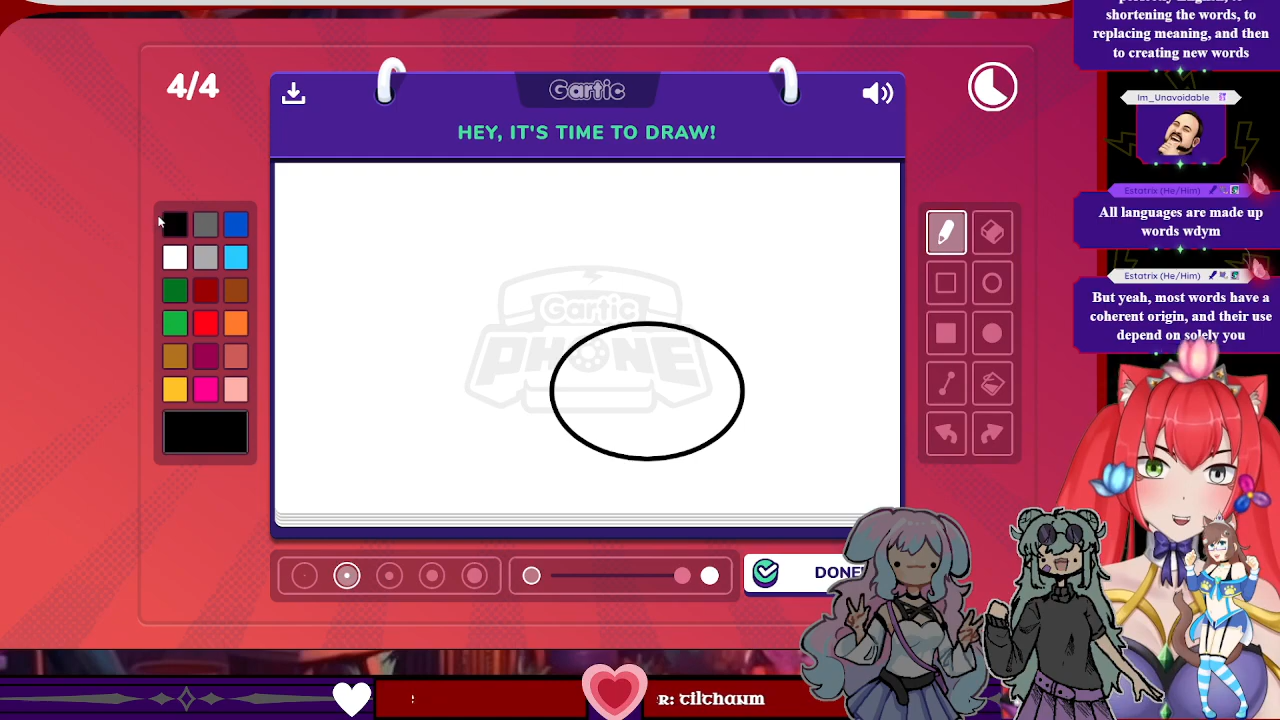 shortening the words, to
replacing meaning, and then
to creating new words
4/4
Gartic
HEY, IT'S TIME TO DRAW!
Im_Unavoidable
Estatrix (He/Him)
All languages are made up
words wdym
Estatrix (He/Him)
But yeah, most words have a
coherent origin, and their use
depend on solely you
Gartic
PHONE
DONE
R: tilthaum